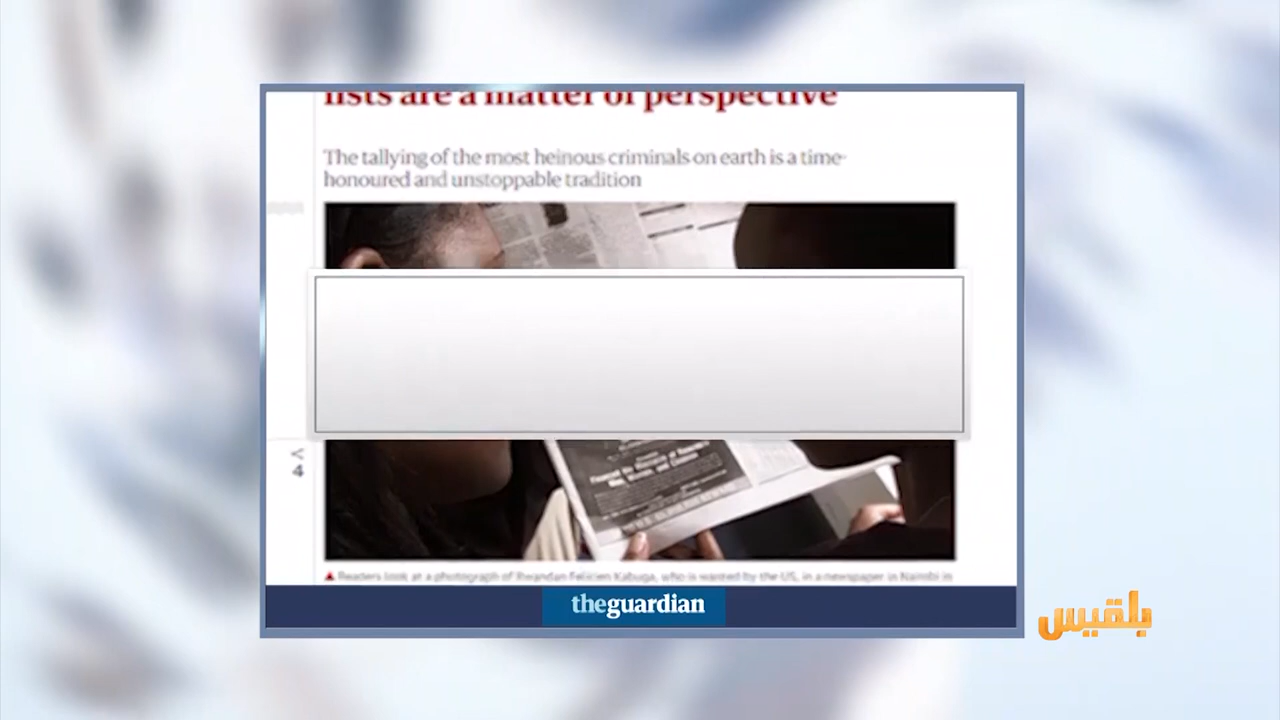 lists are a matter of perspective
The tallying of the most heinous criminals on earth is a time-
honoured and unstoppable tradition
<
4
▲ Readers look at a photograph of Rwandan Felicien Kabuga, who is wanted by the US, in a newspaper in Nairobi in
theguardian
بلقيس